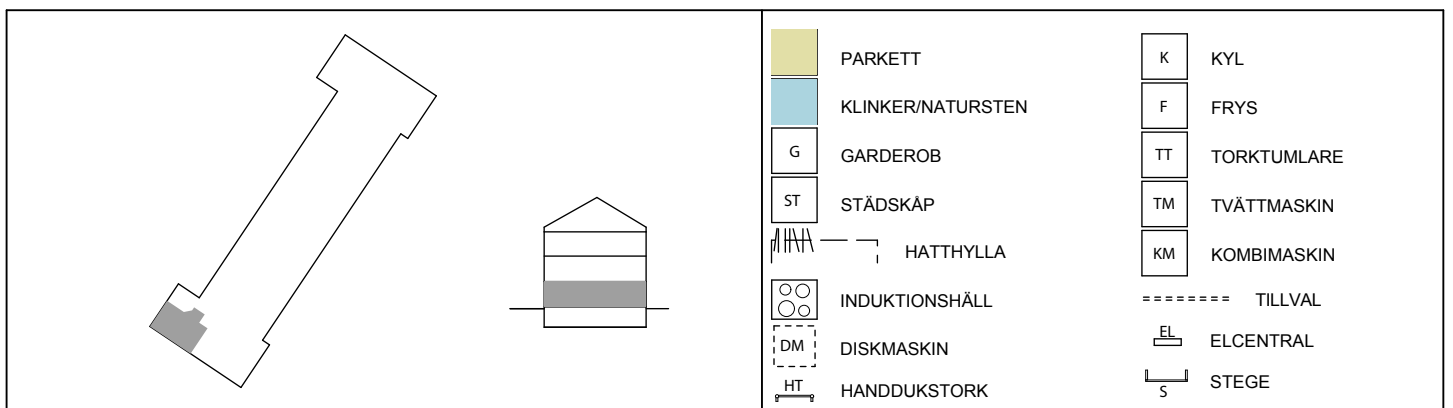 PARKETT
KLINKER/NATURSTEN
G GARDEROB
ST STÄDSKÅP
HATTHYLLA
INDUKTIONSHÄLL
DM DISKMASKIN
HT HANDDUKSTORK
K KYL
F FRYS
TT TORKTUMLARE
TM TVÄTTMASKIN
KM KOMBIMASKIN
TILLVAL
EL ELCENTRAL
S STEGE